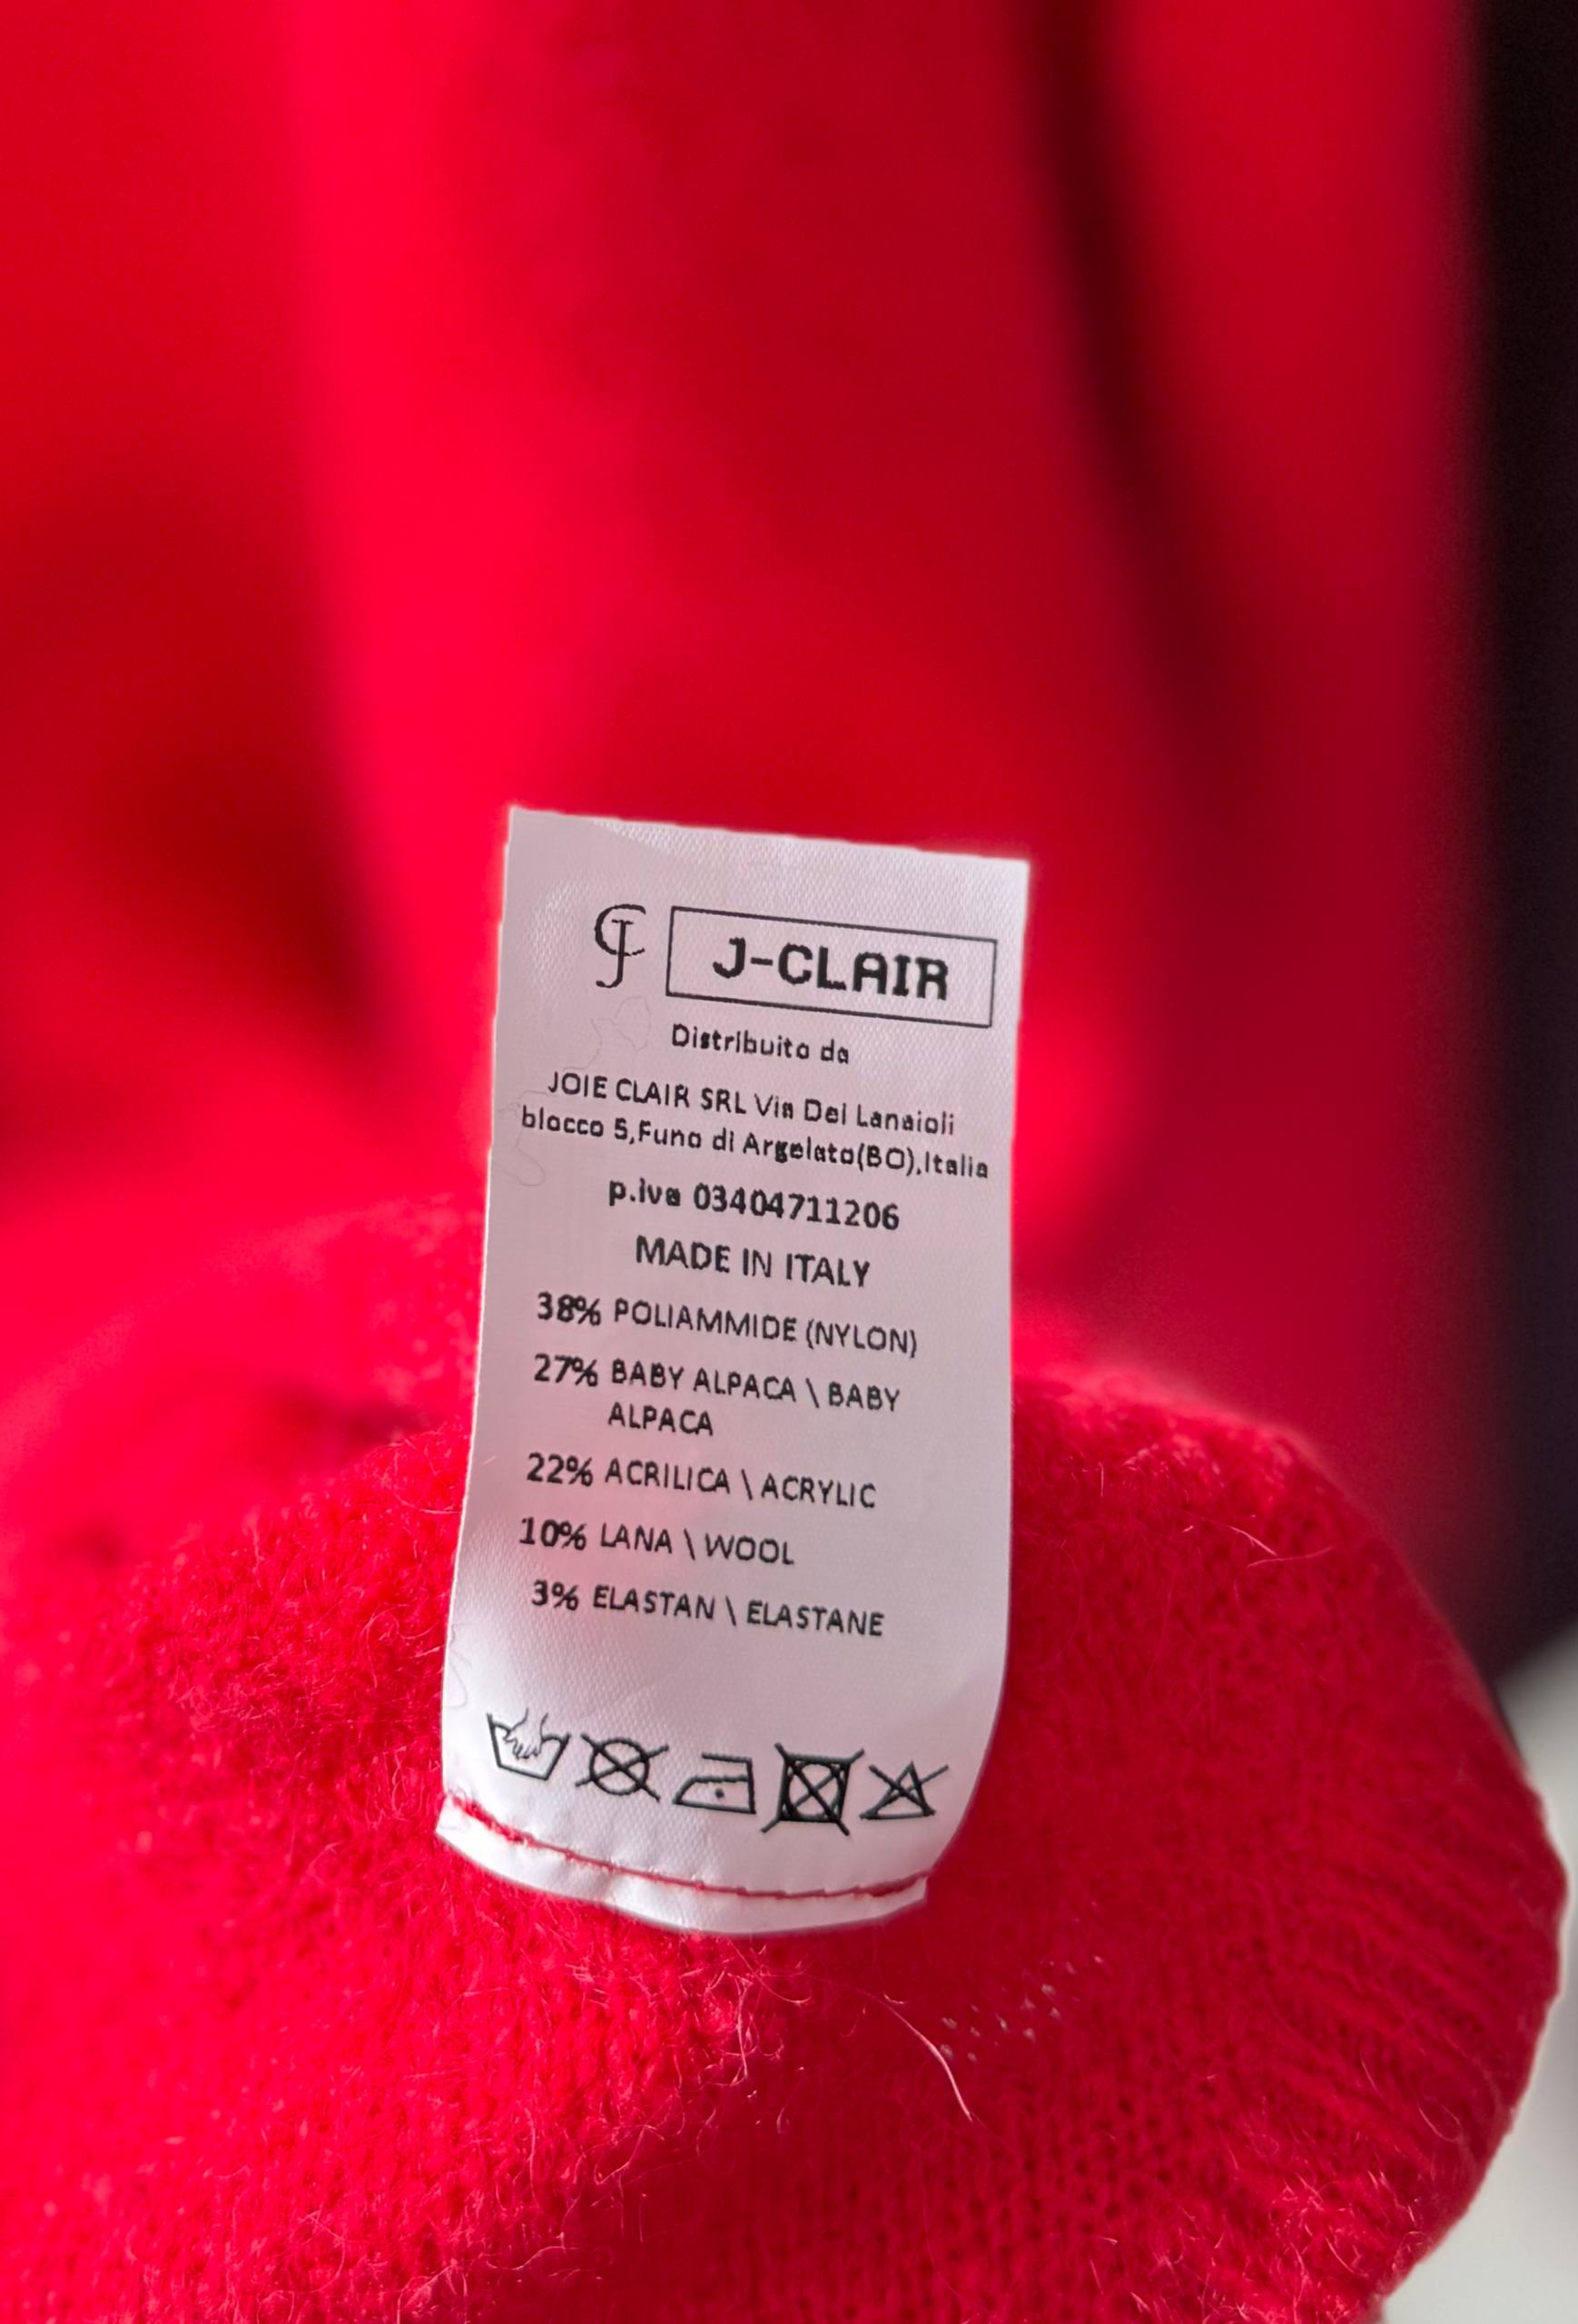 J-CLAIR
Distribuito da
JOIE CLAIR SRL Via Dei Lanaioli
blocco 5,Funo di Argelato(BO),Italia
p.iva 03404711206
MADE IN ITALY
38% POLIAMMIDE (NYLON)
27% BABY ALPACA \ BABY
ALPACA
22% ACRILICA \ ACRYLIC
10% LANA \ WOOL
3% ELASTAN \ ELASTANE